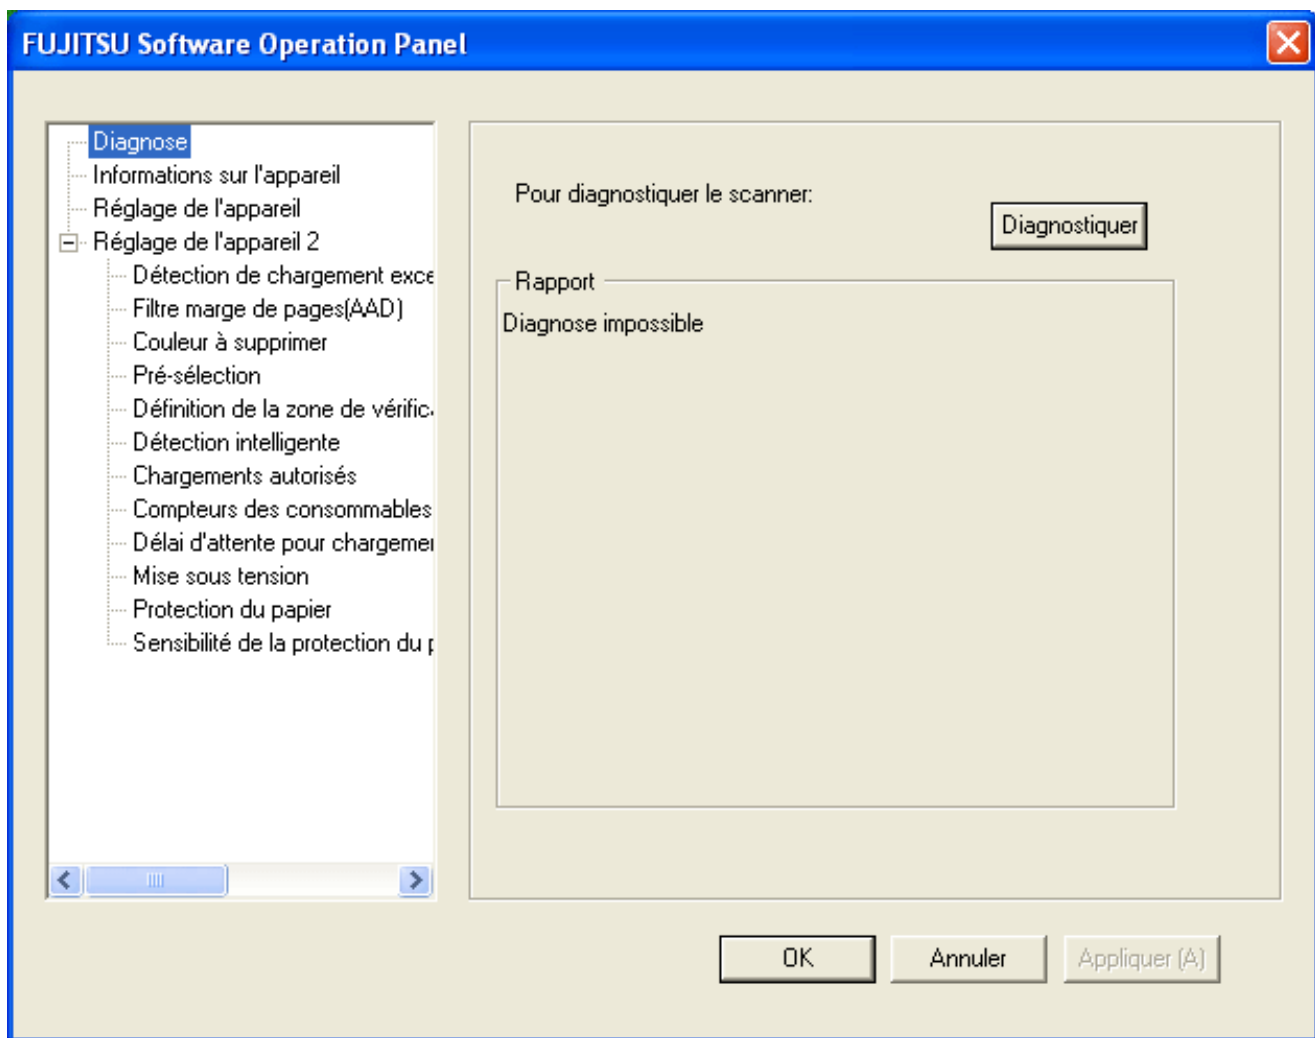 FUJITSU Software Operation Panel
Diagnose
Informations sur l'appareil
Réglage de l'appareil
Réglage de l'appareil 2
Détection de chargement exce
Filtre marge de pages(AAD)
Couleur à supprimer
Pré-sélection
Définition de la zone de vérific
Détection intelligente
Chargements autorisés
Compteurs des consommables
Délai d'attente pour chargemen
Mise sous tension
Protection du papier
Sensibilité de la protection du p
Pour diagnostiquer le scanner:
Diagnostiquer
Rapport
Diagnose impossible
OK
Annuler
Appliquer (A)